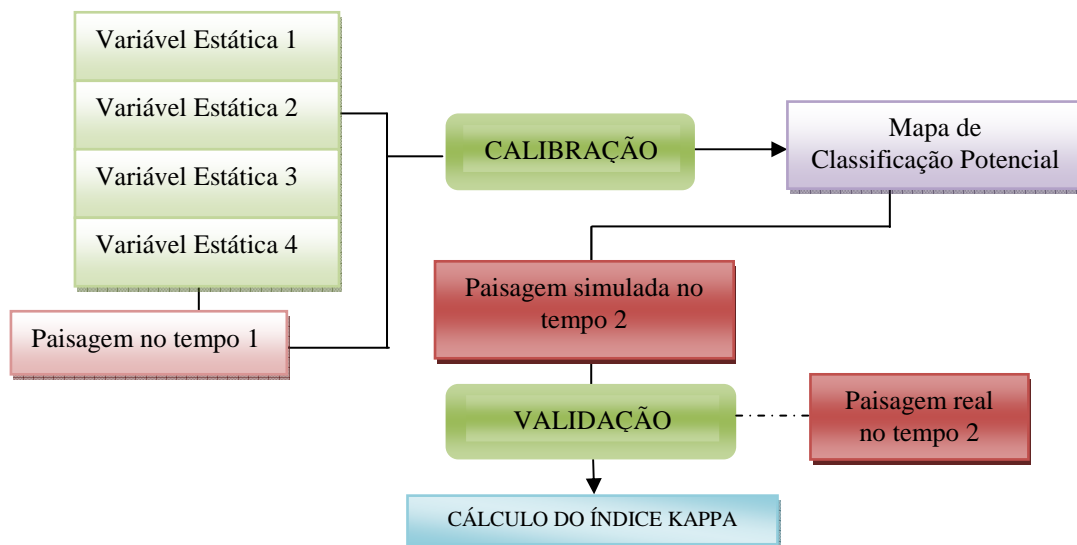 Variável Estática 1
Variável Estática 2
Variável Estática 3
Variável Estática 4
Paisagem no tempo 1
CALIBRAÇÃO
Mapa de
Classificação Potencial
Paisagem simulada no
tempo 2
VALIDAÇÃO
Paisagem real
no tempo 2
CÁLCULO DO ÍNDICE KAPPA